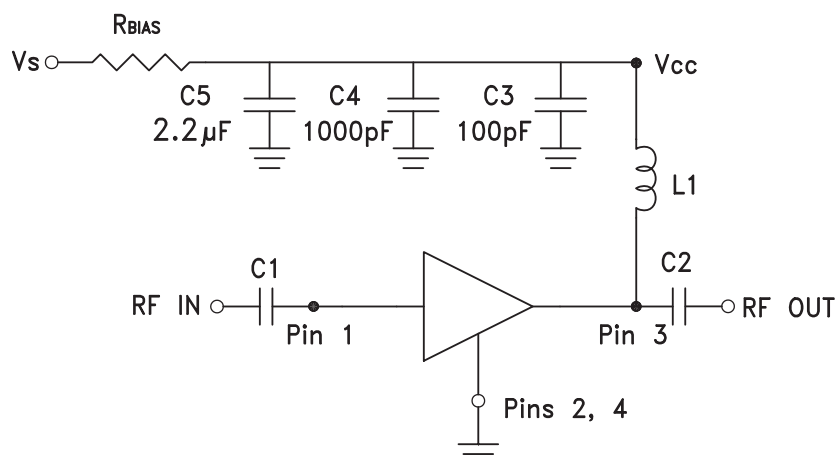 RBIAS
Vs
Vcc
C5
2.2µF
C4
1000pF
C3
100pF
L1
C1
C2
RF IN
RF OUT
Pin 1
Pin 3
Pins 2, 4